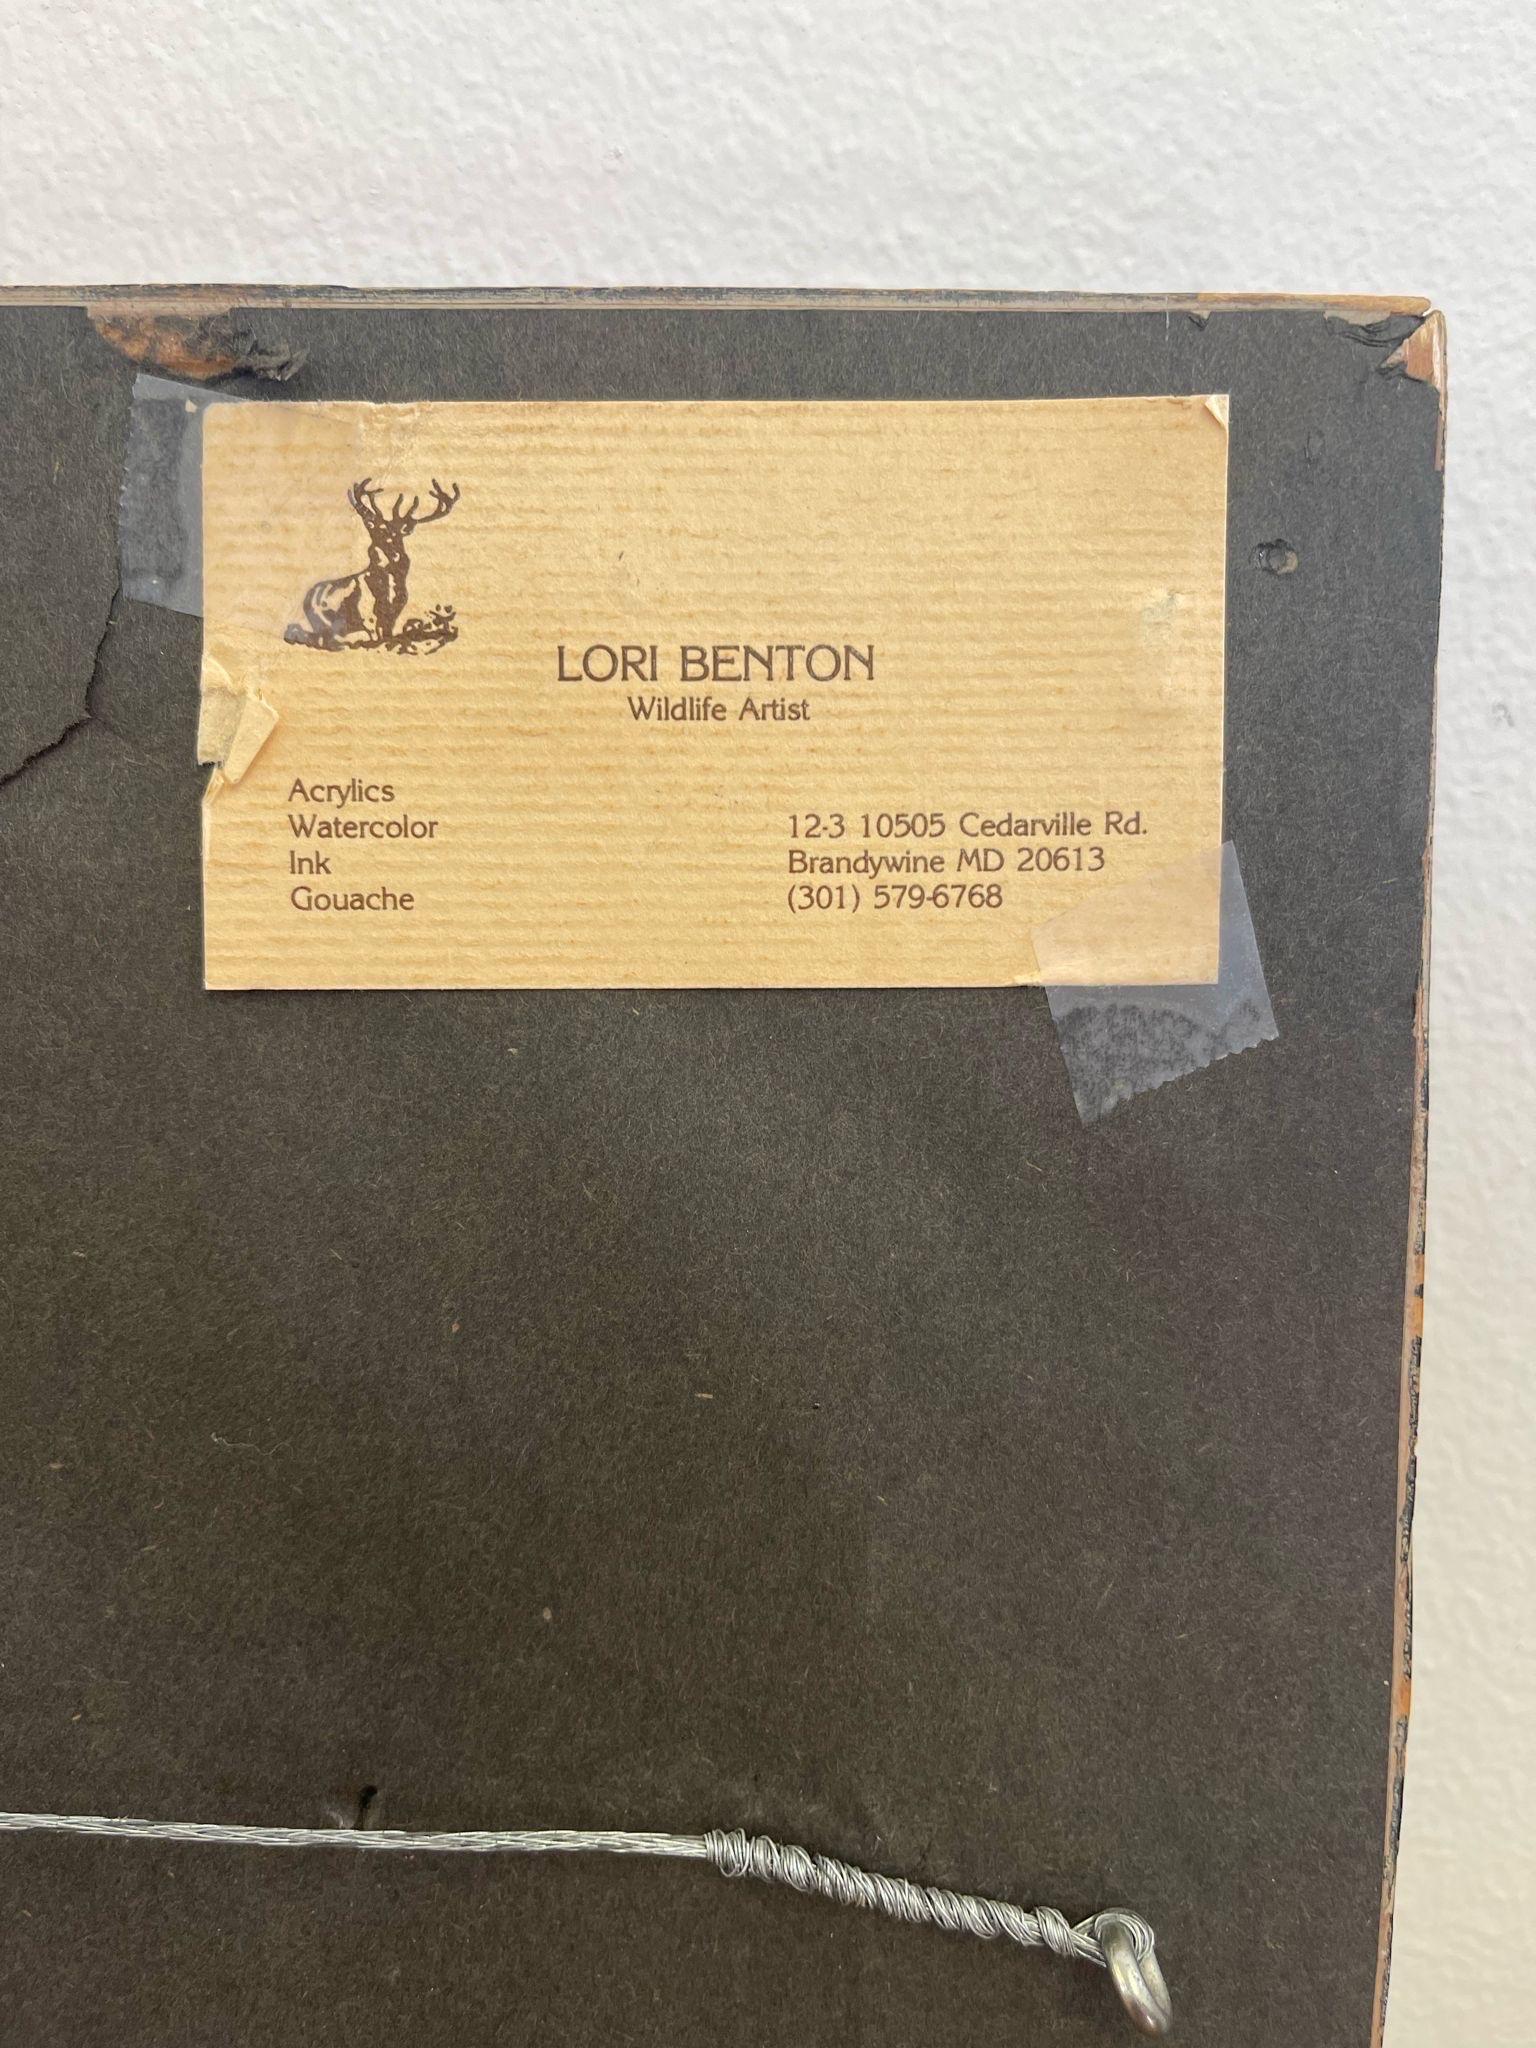 LORI BENTON
Wildlife Artist
Acrylics
Watercolor
Ink
Gouache
12-3 10505 Cedarville Rd.
Brandywine MD 20613
(301) 579-6768